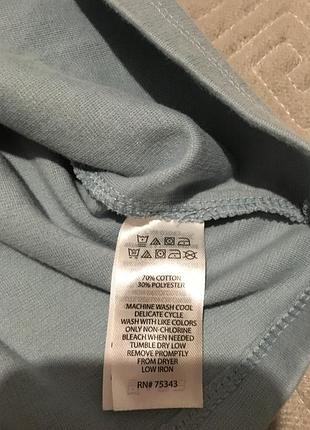 70% COTTON
30% POLYESTER
MACHINE WASH COOL
DELICATE CYCLE
WASH WITH LIKE COLORS
ONLY NON-CHLORINE
BLEACH WHEN NEEDED
TUMBLE DRY LOW
REMOVE PROMPTLY
FROM DRYER
LOW IRON
RN# 75343